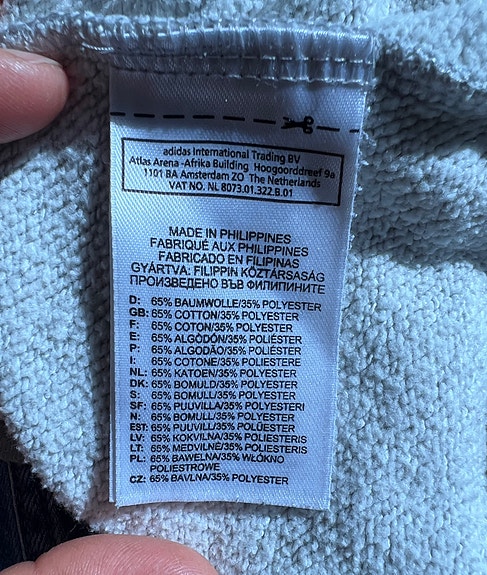 adidas International Trading BV
Atlas Arena -Afrika Building Hoogoorddreef 9a
1101 BA Amsterdam ZO The Netherlands
VAT NO. NL 8073.01.322.B.01
MADE IN PHILIPPINES
FABRIQUÉ AUX PHILIPPINES
FABRICADO EN FILIPINAS
GYÁRTVA: FILIPPIN KÖZTÁRSASÁG
ПРОИЗВЕДЕНО ВЪВ ФИЛИПИНИТЕ
D: 65% BAUMWOLLE/35% POLYESTER
GB: 65% COTTON/35% POLYESTER
F: 65% COTON/35% POLYESTER
E: 65% ALGÓDÓN/35% POLIÉSTER
P: 65% ALGODÃO/35% POLIÉSTER
I: 65% COTONE/35% POLIESTERE
NL: 65% KATOEN/35% POLYESTER
DK: 65% BOMULD/35% POLYESTER
S: 65% BOMULL/35% POLYESTER
SF: 65% PUUVILLA/35% POLYESTERI
N: 65% BOMULL/35% POLYESTER
EST: 65% PUUVILL/35% POLÜESTER
LV: 65% KOKVILNA/35% POLIESTERIS
LT: 65% MEDVILNĖ/35% POLIESTERIS
PL: 65% BAWEŁNA/35% WŁÓKNO
POLIESTROWE
CZ: 65% BAVLNA/35% POLYESTER